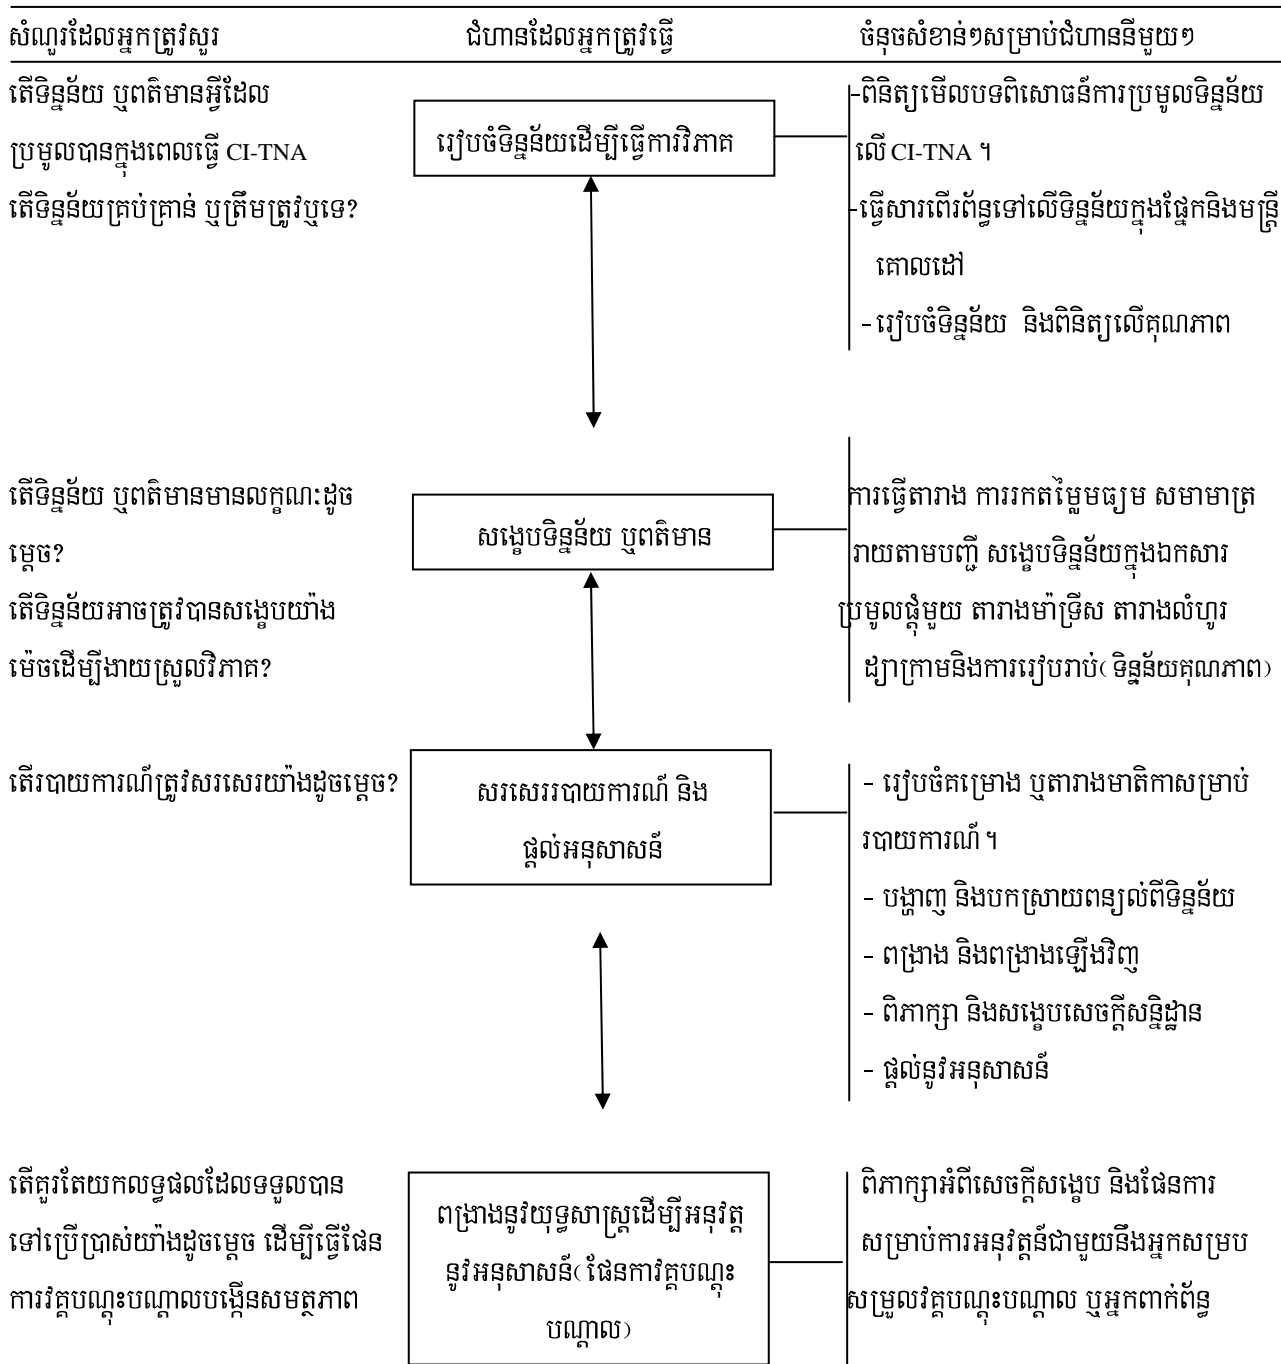 សំណួរដែលអ្នកត្រូវសួរ
ជំហានដែលអ្នកត្រូវធ្វើ
ចំនុចសំខាន់ៗសម្រាប់ជំហាននីមួយៗ
តើទិន្នន័យ ឬពត៌មានអ្វីដែល
ប្រមូលបានក្នុងពេលធ្វើ CI-TNA
តើទិន្នន័យគ្រប់គ្រាន់ ឬត្រឹមត្រូវឬទេ?
រៀបចំទិន្នន័យដើម្បីធ្វើការវិភាគ
-ពិនិត្យមើលបទពិសោធន៍ការប្រមូលទិន្នន័យ
លើ CI-TNA ។
-ធ្វើសារពើរព័ន្ធទៅលើទិន្នន័យក្នុងផ្នែកនិងមន្ត្រី
គោលដៅ
-រៀបចំទិន្នន័យ និងពិនិត្យលើគុណភាព
តើទិន្នន័យ ឬពត៌មានមានលក្ខណៈដូច
ម្តេច?
តើទិន្នន័យអាចត្រូវបានសង្ខេបយ៉ាង
ម៉េចដើម្បីងាយស្រួលវិភាគ?
សង្ខេបទិន្នន័យ ឬពត៌មាន
ការធ្វើតារាង ការរកតម្លៃមធ្យម សមាមាត្រ
រាយតាមបញ្ជី សង្ខេបទិន្នន័យក្នុងឯកសារ
ប្រមូលផ្តុំមួយ តារាងម៉ាទ្រីស តារាងលំហូរ
ដ្យាក្រាមនិងការរៀបរាប់(ទិន្នន័យគុណភាព)
តើរបាយការណ៍ត្រូវសរសេរយ៉ាងដូចម្តេច?
សរសេររបាយការណ៍ និង
ផ្តល់អនុសាសន៍
- រៀបចំគម្រោង ឬតារាងមាតិកាសម្រាប់
របាយការណ៍។
- បង្ហាញ និងបកស្រាយពន្យល់ពីទិន្នន័យ
- ពង្រាង និងពង្រាងឡើងវិញ
- ពិភាក្សា និងសង្ខេបសេចក្តីសន្និដ្ឋាន
- ផ្តល់នូវអនុសាសន៍
តើគួរតែយកលទ្ធផលដែលទទួលបាន
ទៅប្រើប្រាស់យ៉ាងដូចម្តេច ដើម្បីធ្វើផែន
ការវគ្គបណ្តុះបណ្តាលបង្កើនសមត្ថភាព
ពង្រាងនូវយុទ្ធសាស្ត្រដើម្បីអនុវត្ត
នូវអនុសាសន៍(ផែនកាវគ្គបណ្តុះ
បណ្តាល)
ពិភាក្សាអំពីសេចក្តីសង្ខេប និងផែនការ
សម្រាប់ការអនុវត្តន៍ជាមួយនឹងអ្នកសម្រប
សម្រួលវគ្គបណ្តុះបណ្តាល ឬអ្នកពាក់ព័ន្ធ